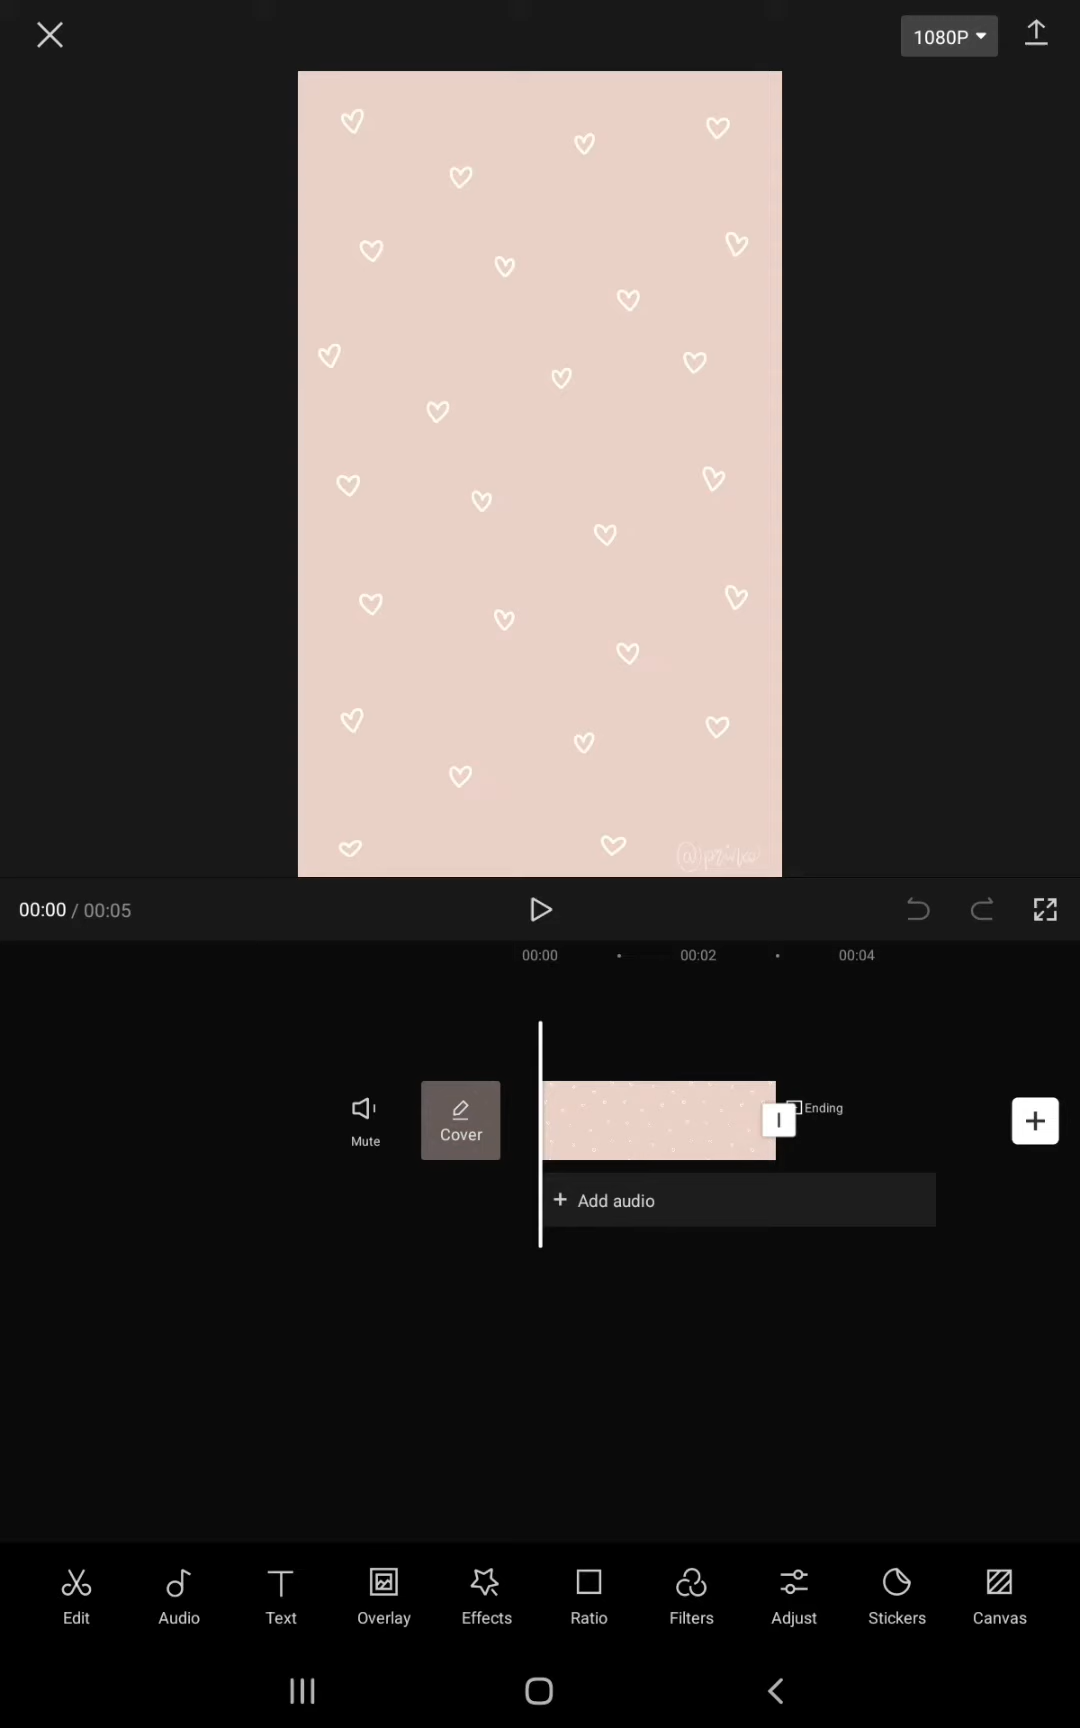 1080P
00:00 / 00:05
00:00
00:02
00:04
Mute
Cover
Ending
+ Add audio
Edit
Audio
Text
Overlay
Effects
Ratio
Filters
Adjust
Stickers
Canvas